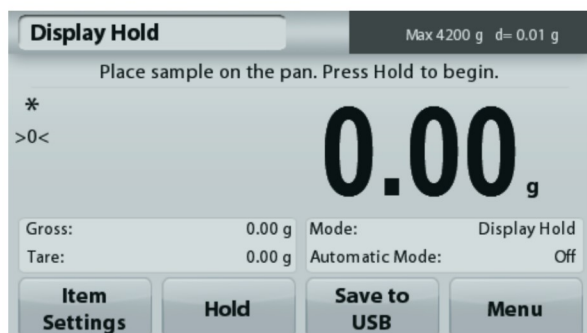 Display Hold
Max 4200 g d= 0.01 g
Place sample on the pan. Press Hold to begin.
*
>0<
0.00 g
Gross: 0.00 g
Tare: 0.00 g
Mode: Display Hold
Automatic Mode: Off
Item Settings
Hold
Save to USB
Menu